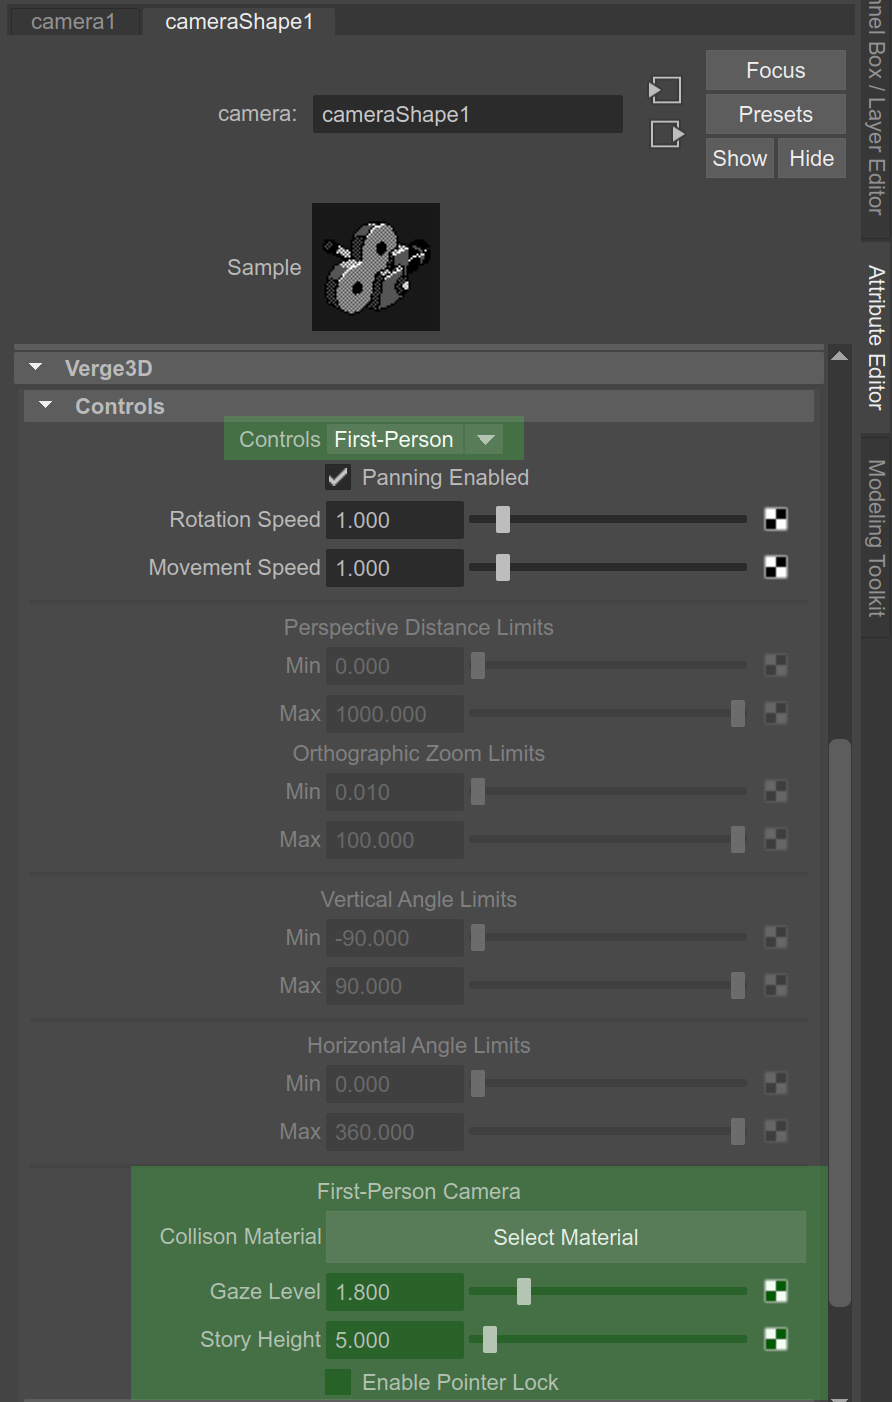 camera1 cameraShape1
camera: cameraShape1
Focus
Presets
Show Hide
Sample
Verge3D
Controls
Controls First-Person
Panning Enabled
Rotation Speed 1.000
Movement Speed 1.000
Perspective Distance Limits
Min 0.000
Max 1000.000
Orthographic Zoom Limits
Min 0.010
Max 100.000
Vertical Angle Limits
Min -90.000
Max 90.000
Horizontal Angle Limits
Min 0.000
Max 360.000
First-Person Camera
Collison Material Select Material
Gaze Level 1.800
Story Height 5.000
Enable Pointer Lock
nnel Box / Layer Editor
Attribute Editor
Modeling Toolkit